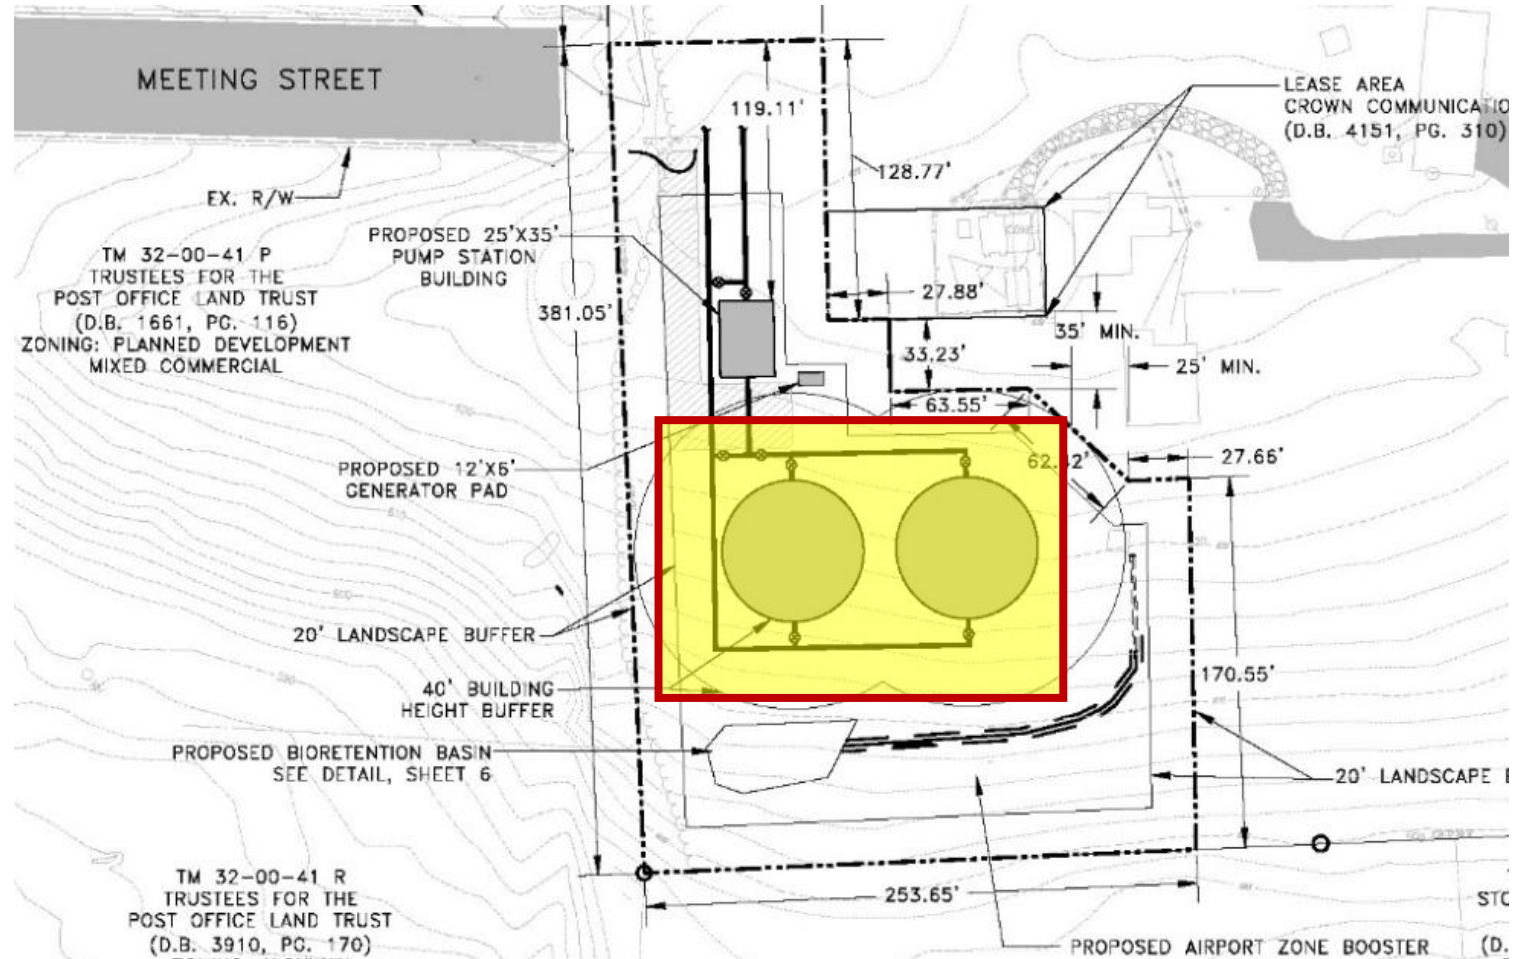 MEETING STREET
119.11'
LEASE AREA
CROWN COMMUNICATIO
(D.B. 4151, PG. 310)
128.77'
EX. R/W
PROPOSED 25'X35'
PUMP STATION
BUILDING
TM 32-00-41 P
TRUSTEES FOR THE
POST OFFICE LAND TRUST
(D.B. 1661, PG. 116)
ZONING: PLANNED DEVELOPMENT
MIXED COMMERCIAL
381.05'
27.88'
35' MIN.
33.23'
25' MIN.
63.55'
PROPOSED 12'X6'
GENERATOR PAD
62.42'
27.66'
20' LANDSCAPE BUFFER
170.55'
40' BUILDING
HEIGHT BUFFER
PROPOSED BIORETENTION BASIN
SEE DETAIL, SHEET 6
20' LANDSCAPE
TM 32-00-41 R
TRUSTEES FOR THE
POST OFFICE LAND TRUST
(D.B. 3910, PG. 170)
253.65'
STO
PROPOSED AIRPORT ZONE BOOSTER
(D.